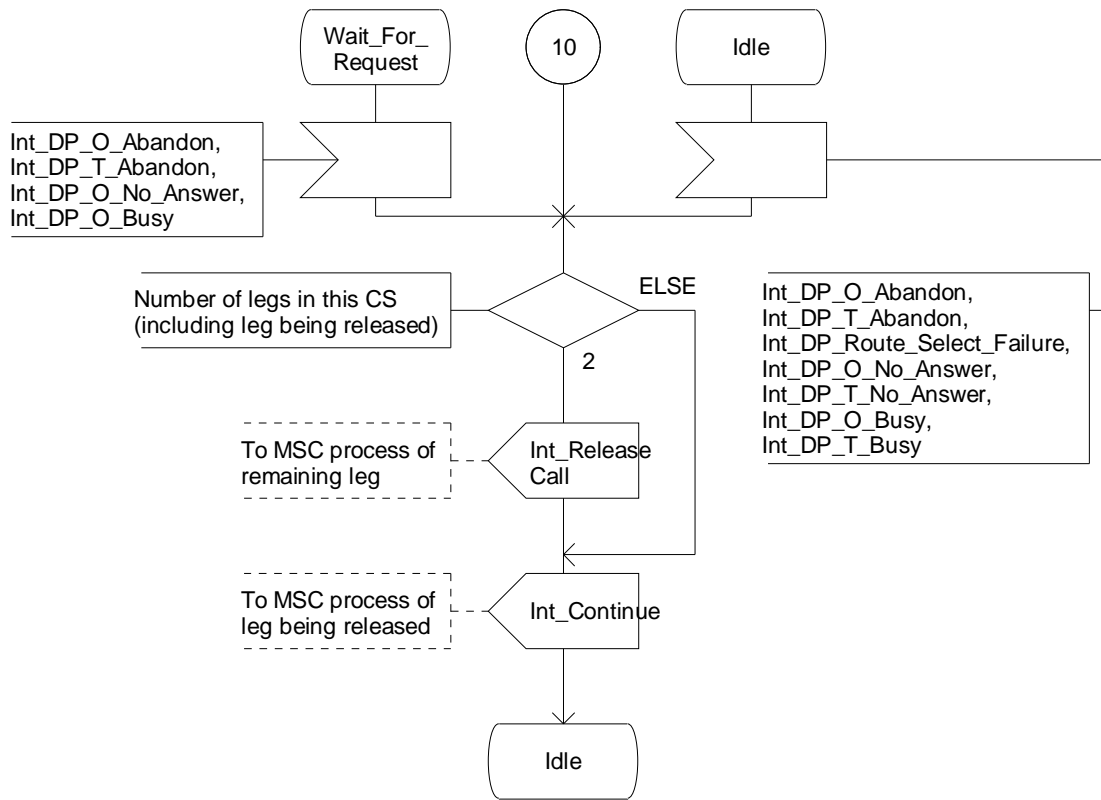 Wait_For_
Request
10
Idle
Int_DP_O_Abandon,
Int_DP_T_Abandon,
Int_DP_O_No_Answer,
Int_DP_O_Busy
Number of legs in this CS
(including leg being released)
ELSE
2
Int_DP_O_Abandon,
Int_DP_T_Abandon,
Int_DP_Route_Select_Failure,
Int_DP_O_No_Answer,
Int_DP_T_No_Answer,
Int_DP_O_Busy,
Int_DP_T_Busy
To MSC process of
remaining leg
Int_Release
Call
To MSC process of
leg being released
Int_Continue
Idle